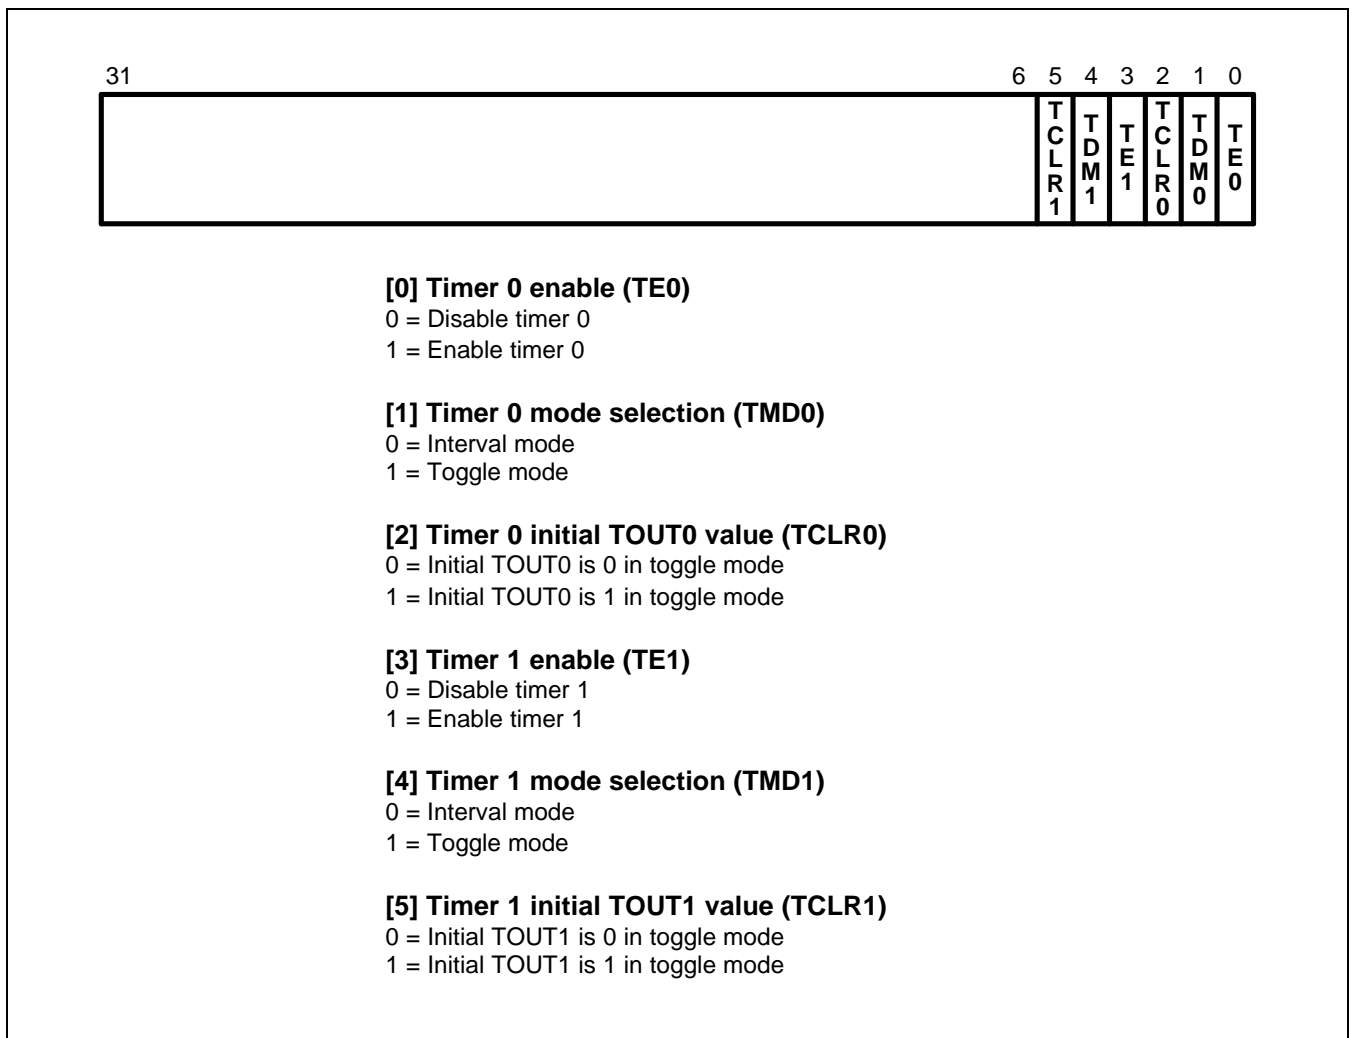 31 6 5 4 3 2 1 0
TCLR1 TDM1 TE1 TCLR0 TDM0 TE0
[0] Timer 0 enable (TE0)
0 = Disable timer 0
1 = Enable timer 0
[1] Timer 0 mode selection (TMD0)
0 = Interval mode
1 = Toggle mode
[2] Timer 0 initial TOUT0 value (TCLR0)
0 = Initial TOUT0 is 0 in toggle mode
1 = Initial TOUT0 is 1 in toggle mode
[3] Timer 1 enable (TE1)
0 = Disable timer 1
1 = Enable timer 1
[4] Timer 1 mode selection (TMD1)
0 = Interval mode
1 = Toggle mode
[5] Timer 1 initial TOUT1 value (TCLR1)
0 = Initial TOUT1 is 0 in toggle mode
1 = Initial TOUT1 is 1 in toggle mode